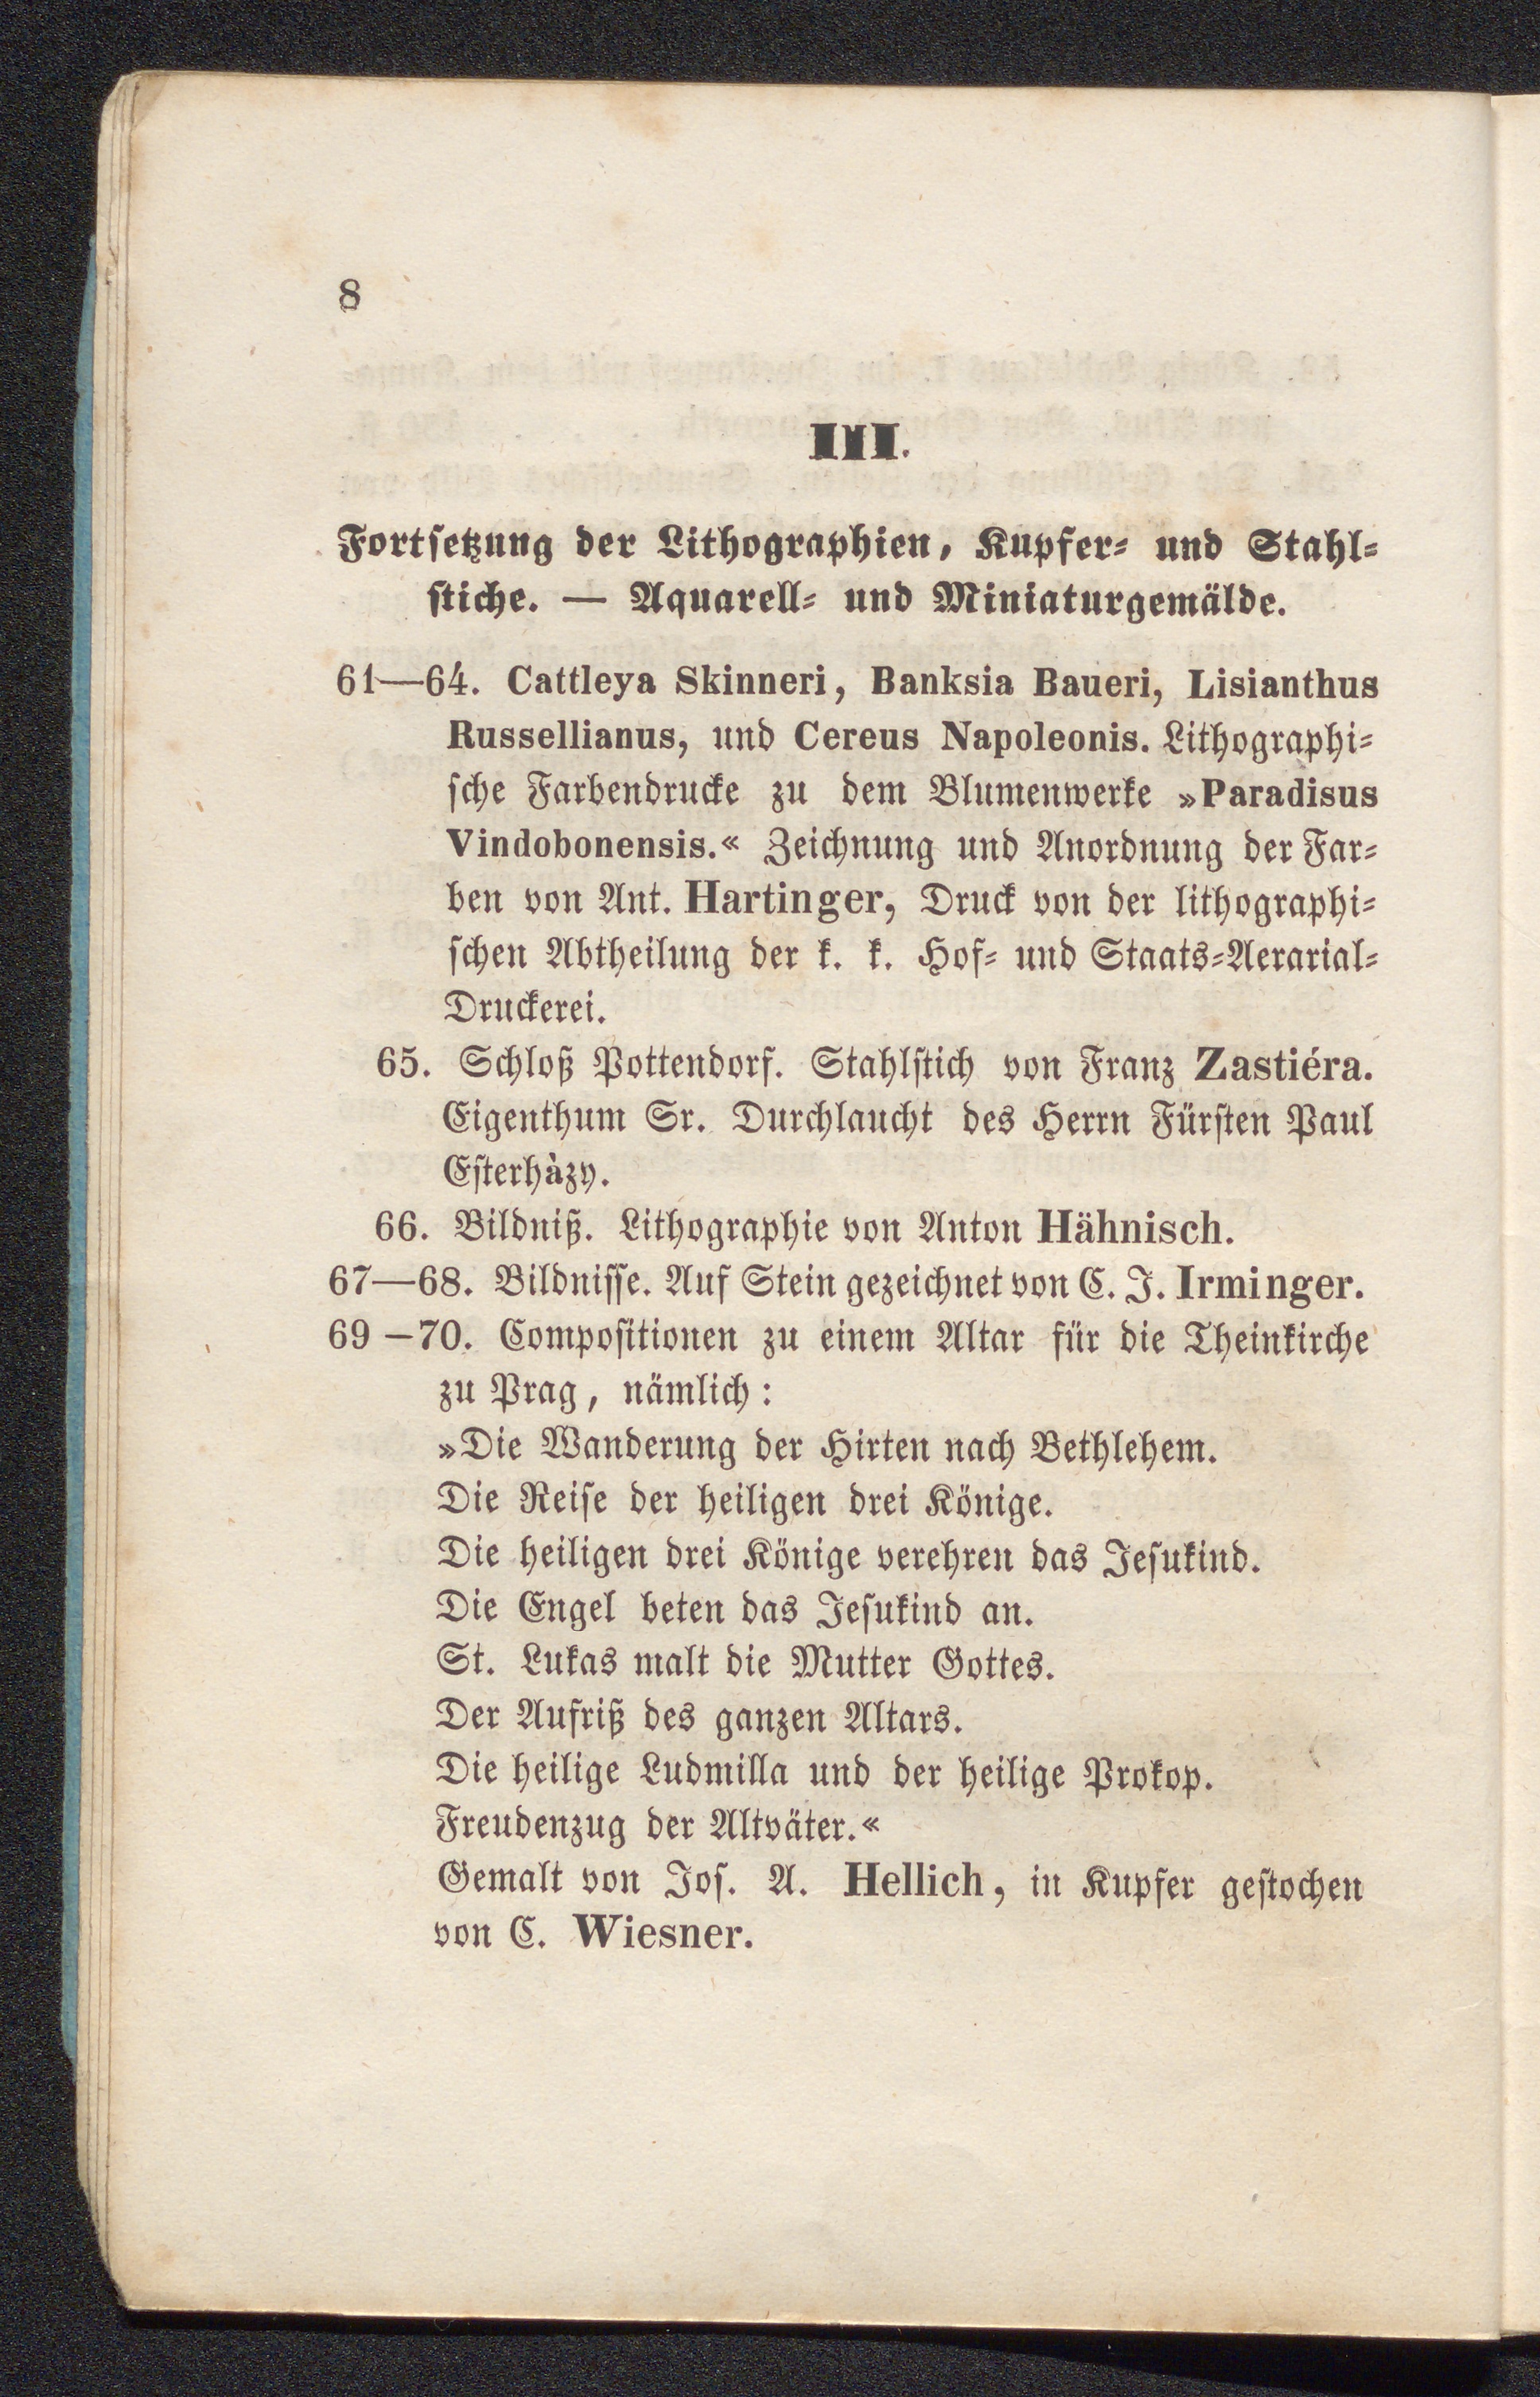 8
III.
Fortsetzung der Lithographien, Kupfer- und Stahl-
stiche. — Aquarell- und Miniaturgemälde.
61—64. Cattleya Skinneri, Banksia Baueri, Lisianthus
Russellianus, und Cereus Napoleonis. Lithographi-
sche Farbendrucke zu dem Blumenwerke »Paradisus
Vindobonensis.« Zeichnung und Anordnung der Far-
ben von Ant. Hartinger, Druck von der lithographi-
schen Abtheilung der k. k. Hof- und Staats-Aerarial-
Druckerei.
65. Schloß Pottendorf. Stahlstich von Franz Zastiéra.
Eigenthum Sr. Durchlaucht des Herrn Fürsten Paul
Esterhàzy.
66. Bildniß. Lithographie von Anton Hähnisch.
67—68. Bildnisse. Auf Stein gezeichnet von C. J. Irminger.
69—70. Compositionen zu einem Altar für die Theinkirche
zu Prag, nämlich:
»Die Wanderung der Hirten nach Bethlehem.
Die Reise der heiligen drei Könige.
Die heiligen drei Könige verehren das Jesukind.
Die Engel beten das Jesukind an.
St. Lukas malt die Mutter Gottes.
Der Aufriß des ganzen Altars.
Die heilige Ludmilla und der heilige Prokop.
Freudenzug der Altväter.«
Gemalt von Jos. A. Hellich, in Kupfer gestochen
von C. Wiesner.